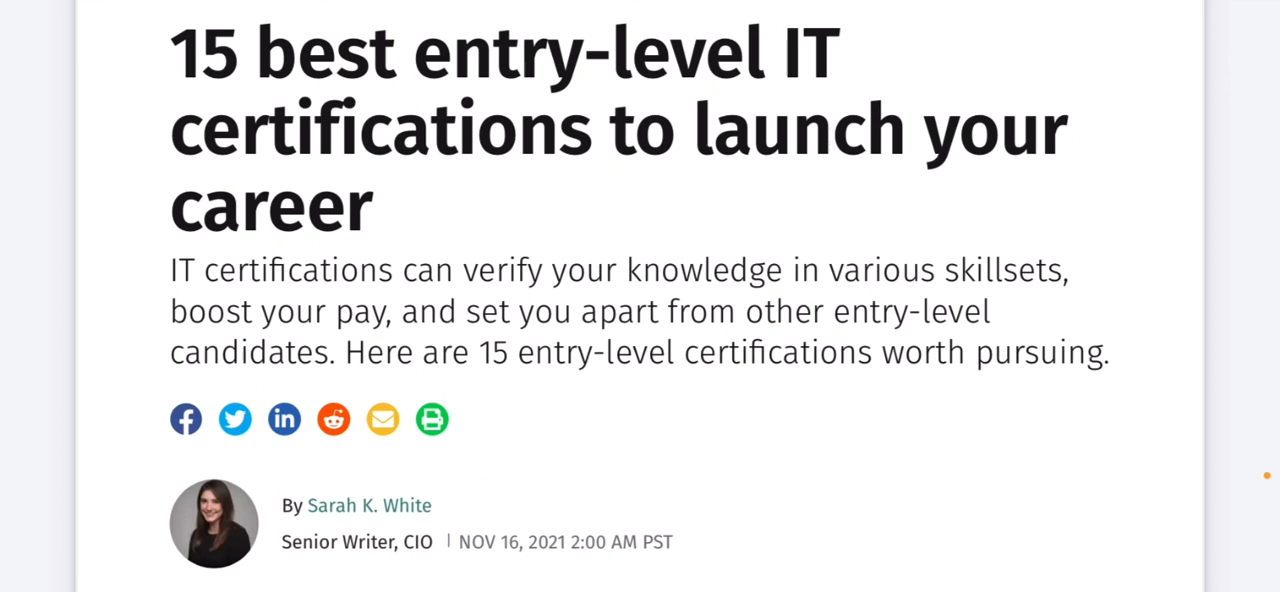 15 best entry-level IT
certifications to launch your
career
IT certifications can verify your knowledge in various skillsets,
boost your pay, and set you apart from other entry-level
candidates. Here are 15 entry-level certifications worth pursuing.
By Sarah K. White
Senior Writer, CIO | NOV 16, 2021 2:00 AM PST